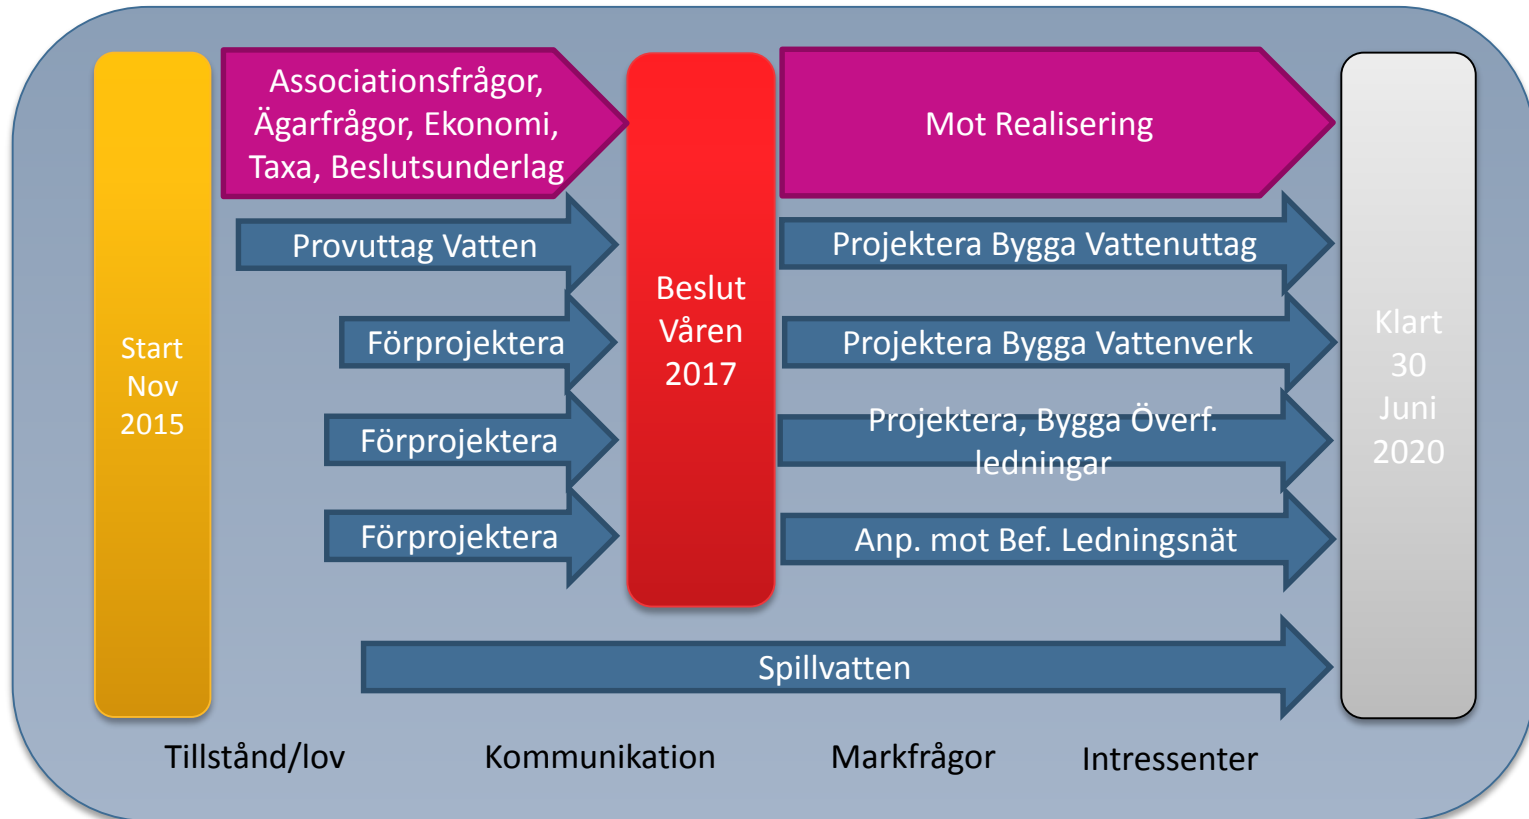 Start
Nov
2015
Associationsfrågor,
Ägarfrågor, Ekonomi,
Taxa, Beslutsunderlag
Provuttag Vatten
Förprojektera
Förprojektera
Förprojektera
Beslut
Våren
2017
Mot Realisering
Projektera Bygga Vattenuttag
Projektera Bygga Vattenverk
Projektera, Bygga Överf.
ledningar
Anp. mot Bef. Ledningsnät
Spillvatten
Klart
30
Juni
2020
Tillstånd/lov
Kommunikation
Markfrågor
Intressenter